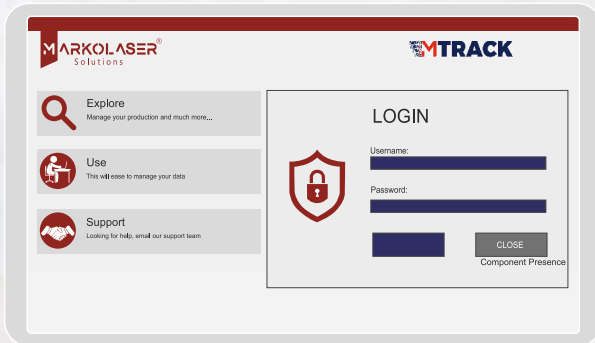 MARKOLASER®
Solutions
MTRACK
Explore
Manage your production and much more...
Use
This will ease to manage your data
Support
Looking for help, email our support team
LOGIN
Username:
Password:
CLOSE
Component Presence